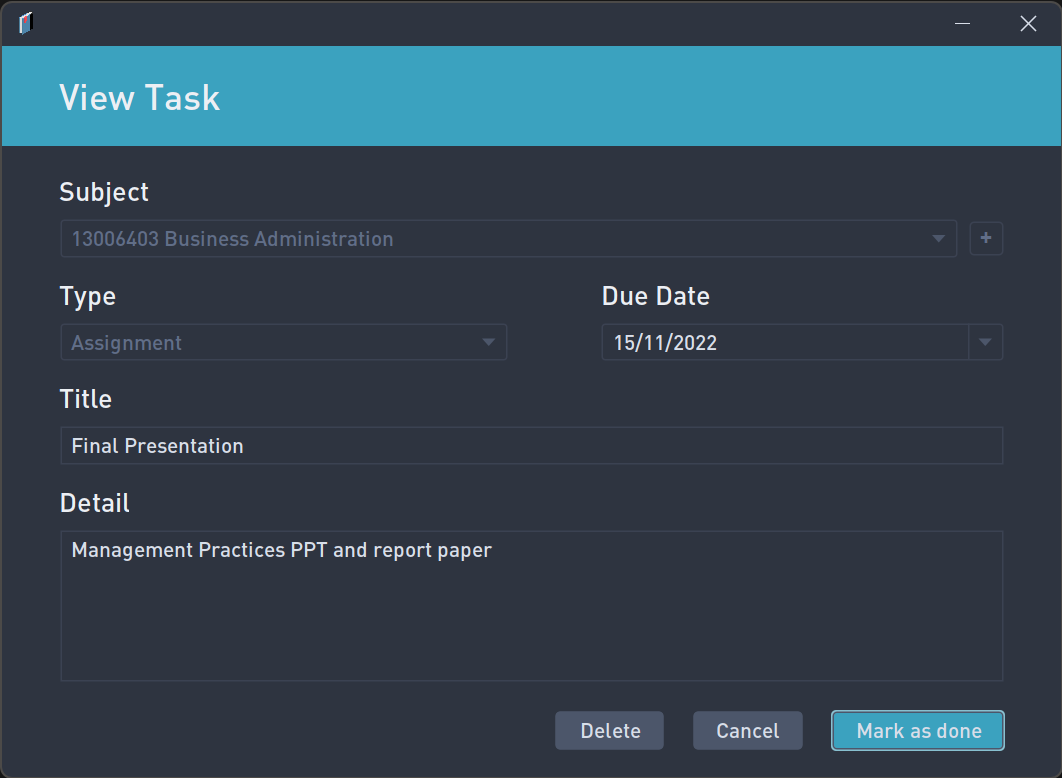 View Task
Subject
13006403 Business Administration
+
Type
Due Date
Assignment
15/11/2022
Title
Final Presentation
Detail
Management Practices PPT and report paper
Delete
Cancel
Mark as done